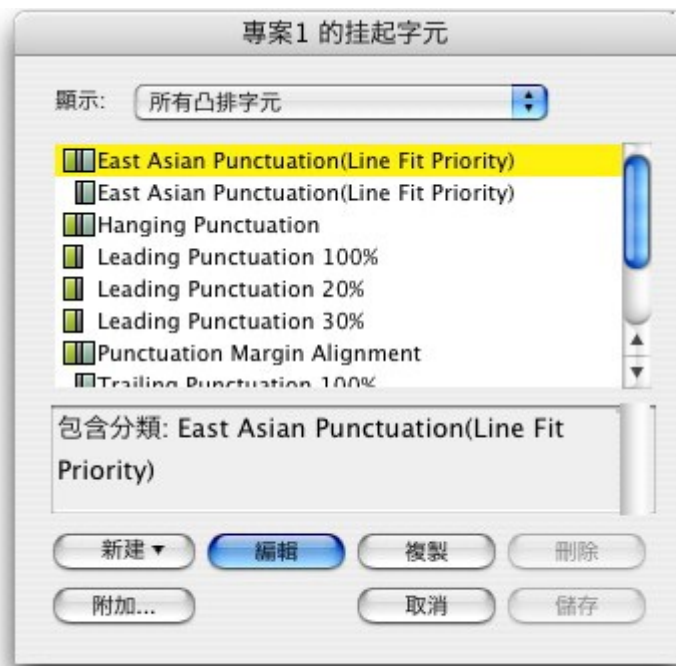 專案1 的挂起字元
顯示: 所有凸排字元
East Asian Punctuation(Line Fit Priority)
East Asian Punctuation(Line Fit Priority)
Hanging Punctuation
Leading Punctuation 100%
Leading Punctuation 20%
Leading Punctuation 30%
Punctuation Margin Alignment
Trailing Punctuation 100%
包含分類: East Asian Punctuation(Line Fit
Priority)
新建 編輯 複製 刪除
附加... 取消 儲存